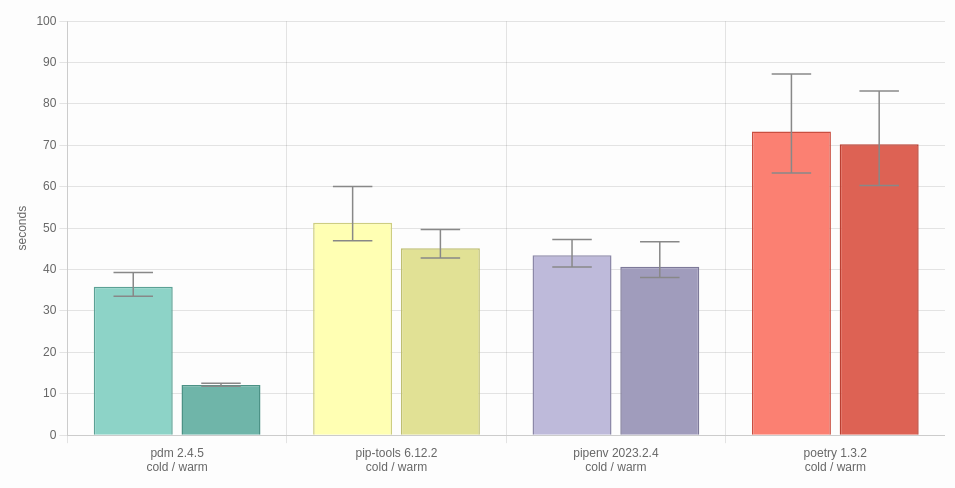 100
90
80
70
60
50
40
30
20
10
0
seconds
pdm 2.4.5
cold / warm
pip-tools 6.12.2
cold / warm
pipenv 2023.2.4
cold / warm
poetry 1.3.2
cold / warm